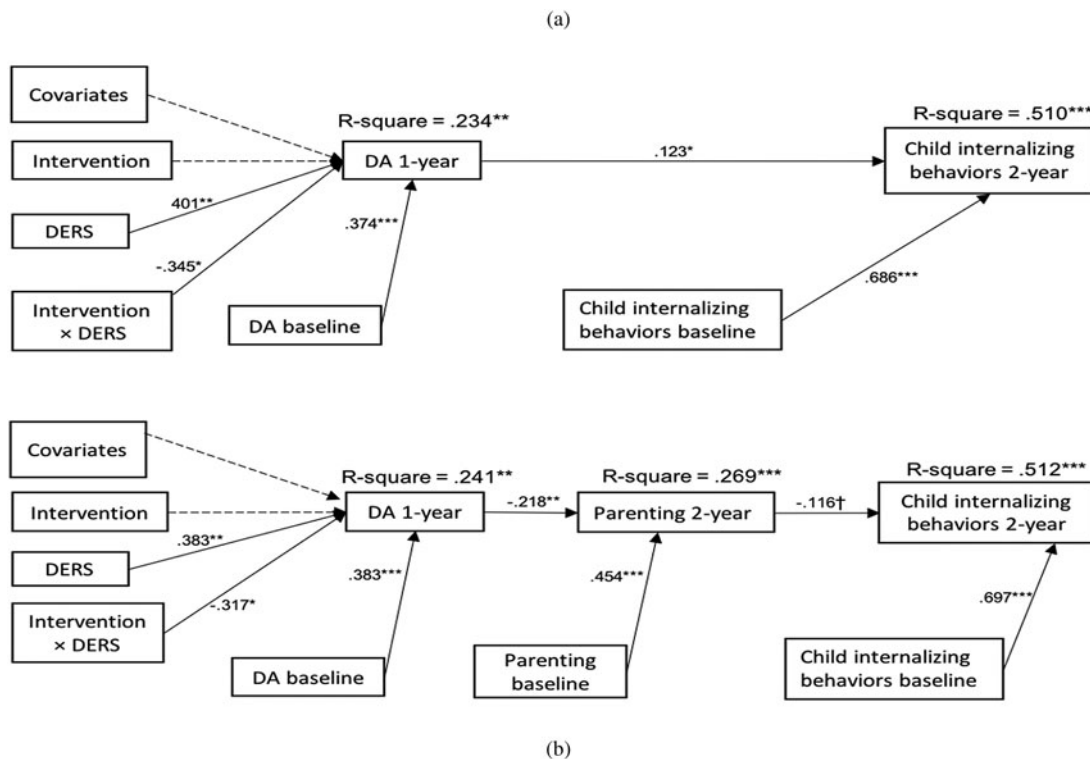 (a)
Covariates
R-square = .234**
R-square = .510***
Intervention
DA 1-year
.123*
Child internalizing
behaviors 2-year
401**
.374***
DERS
-.345*
.686***
Intervention
× DERS
DA baseline
Child internalizing
behaviors baseline
Covariates
R-square = .241**
R-square = .269***
R-square = .512***
Intervention
DA 1-year
-.218**
Parenting 2-year
-.116†
Child internalizing
behaviors 2-year
.383**
DERS
.383***
.454***
-.317*
.697***
Intervention
× DERS
DA baseline
Parenting
baseline
Child internalizing
behaviors baseline
(b)